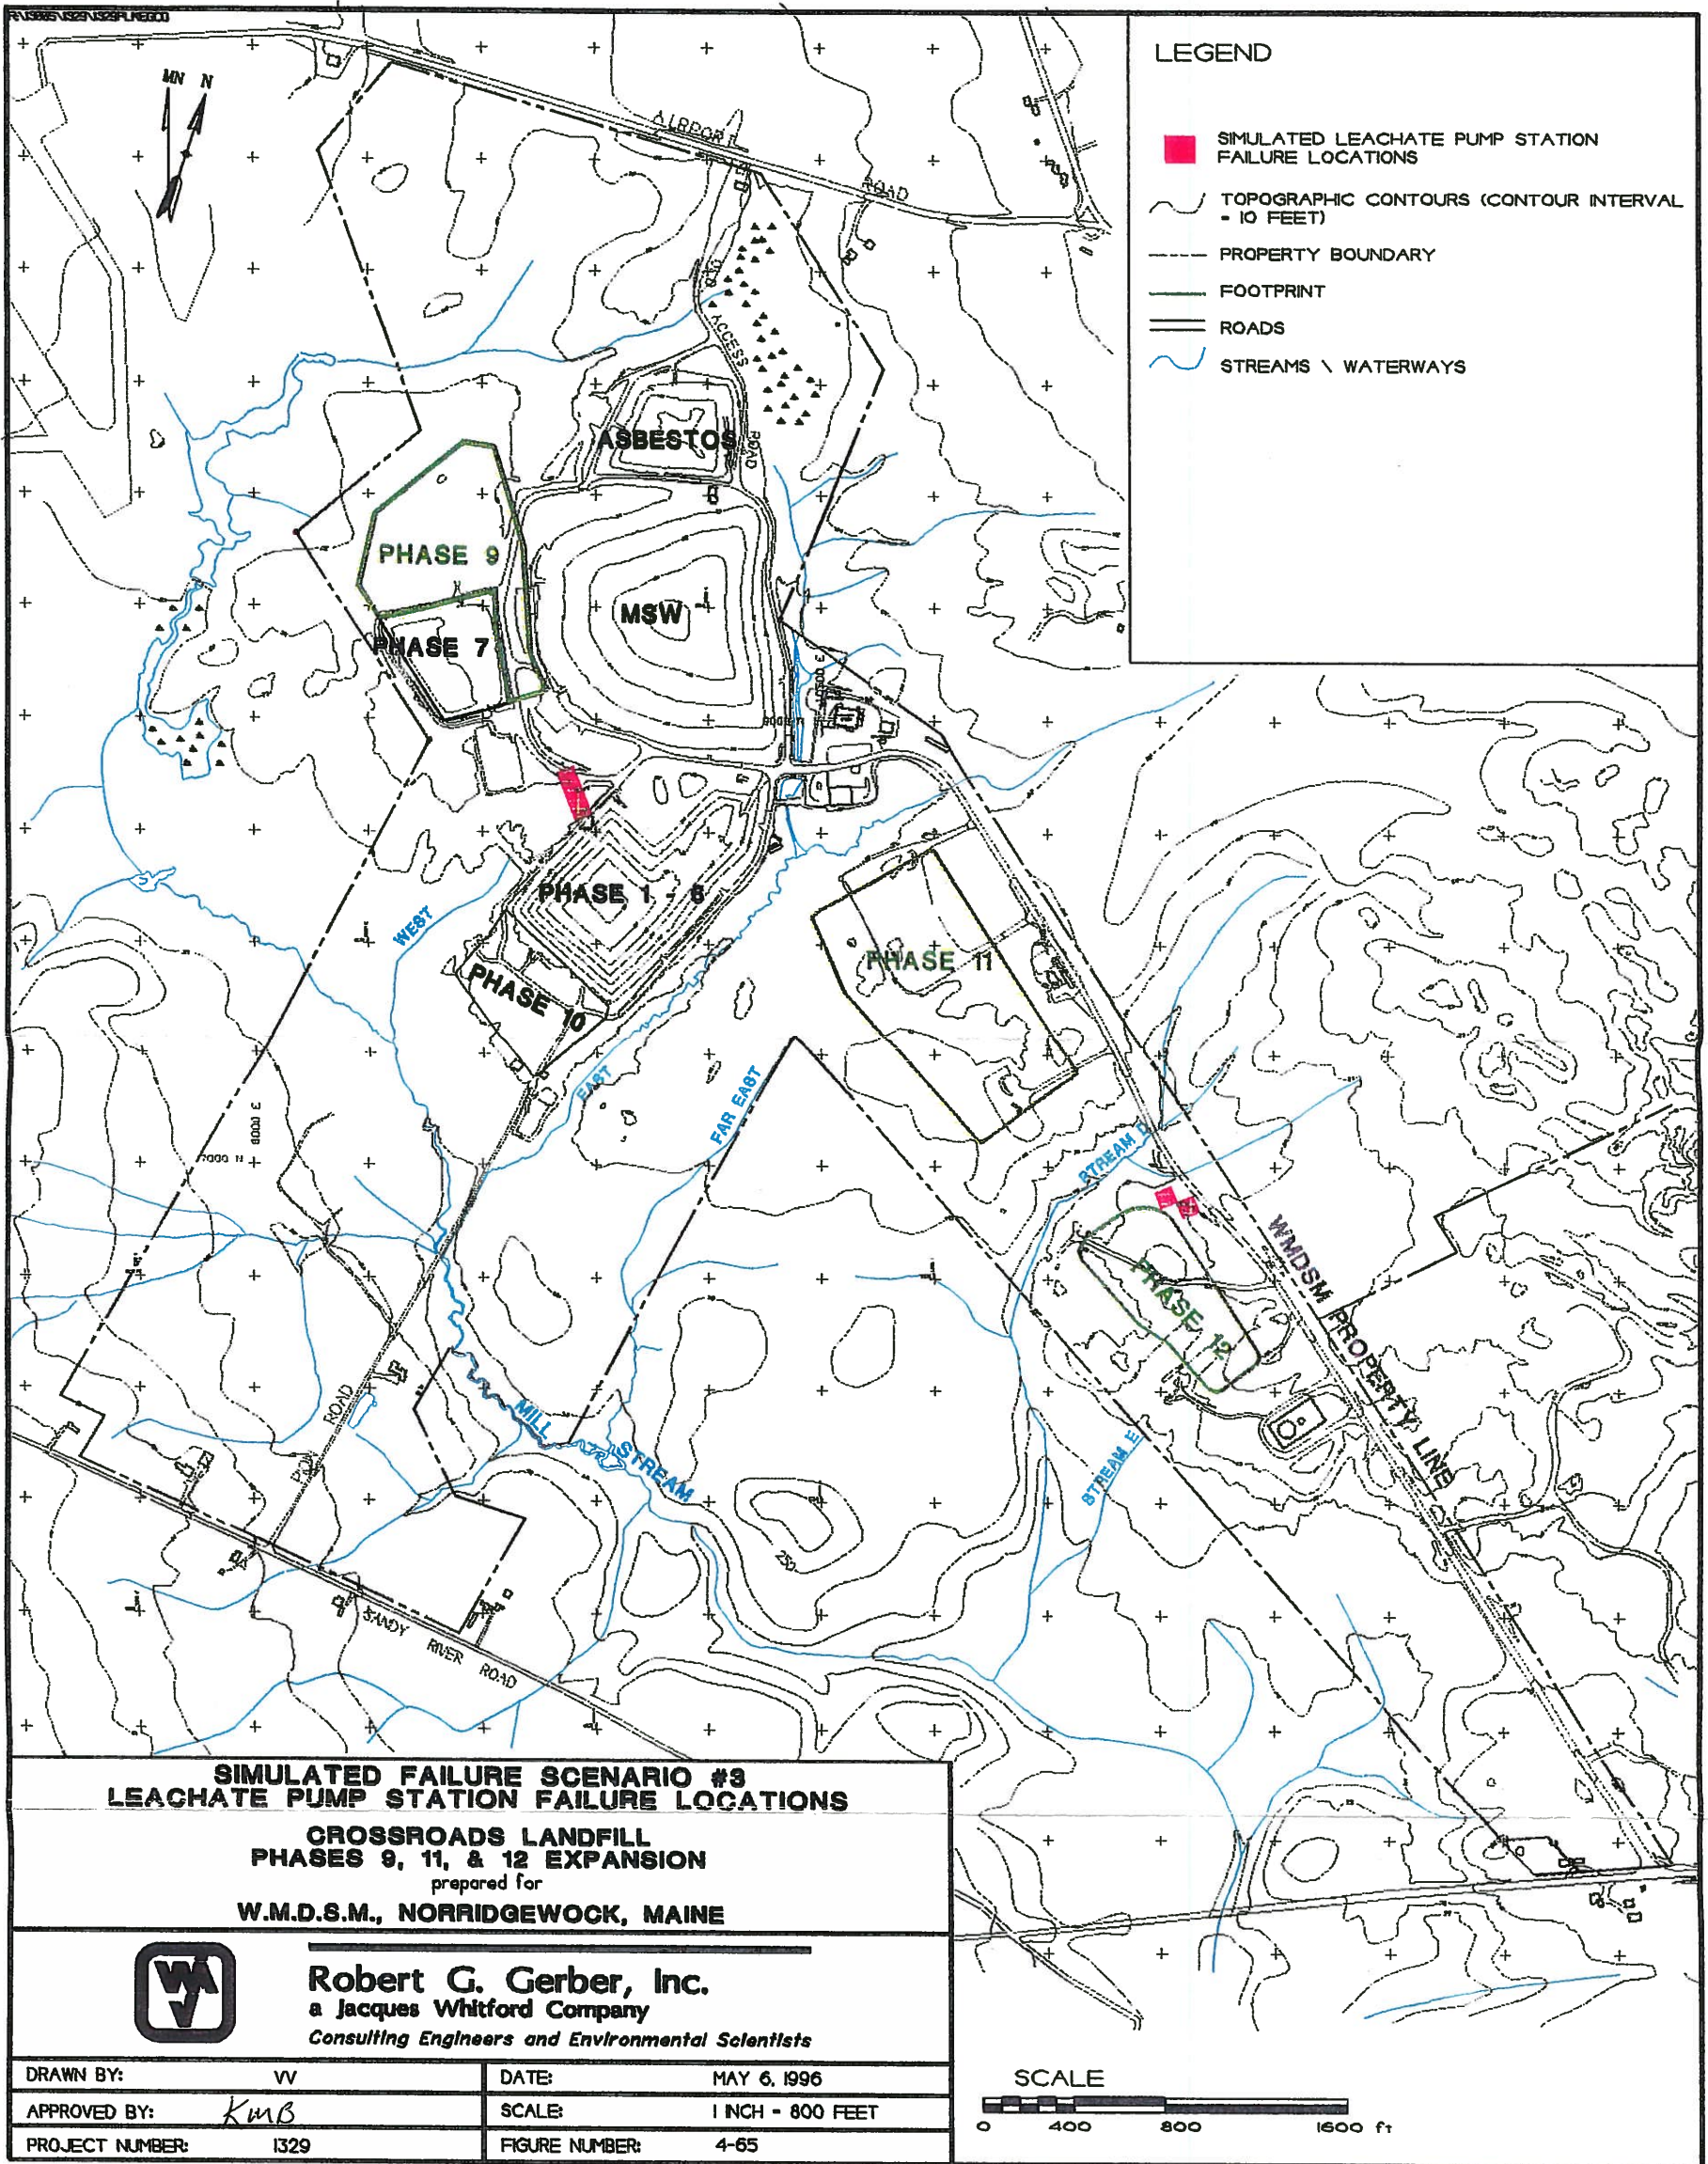 MN N
AIRPORT
ROAD
LEGEND
SIMULATED LEACHATE PUMP STATION
FAILURE LOCATIONS
TOPOGRAPHIC CONTOURS (CONTOUR INTERVAL
= 10 FEET)
PROPERTY BOUNDARY
FOOTPRINT
ROADS
STREAMS \ WATERWAYS
ACCESS
ROAD
ASBESTOS
PHASE 9
MSW
PHASE 7
PHASE 1 - 6
WEST
PHASE 10
PHASE 11
EAST
FAR EAST
8000 E
7000 N
STREAM D
WMDSM PROPERTY LINE
PHASE 12
ROAD
MILL
STREAM
STREAM E
250
SANDY RIVER ROAD
SIMULATED FAILURE SCENARIO #3
LEACHATE PUMP STATION FAILURE LOCATIONS
CROSSROADS LANDFILL
PHASES 9, 11, & 12 EXPANSION
prepared for
W.M.D.S.M., NORRIDGEWOCK, MAINE
Robert G. Gerber, Inc.
a Jacques Whitford Company
Consulting Engineers and Environmental Scientists
DRAWN BY: VV
DATE: MAY 6, 1996
APPROVED BY: KMB
SCALE: 1 INCH = 800 FEET
PROJECT NUMBER: 1329
FIGURE NUMBER: 4-65
SCALE
0 400 800 1600 ft